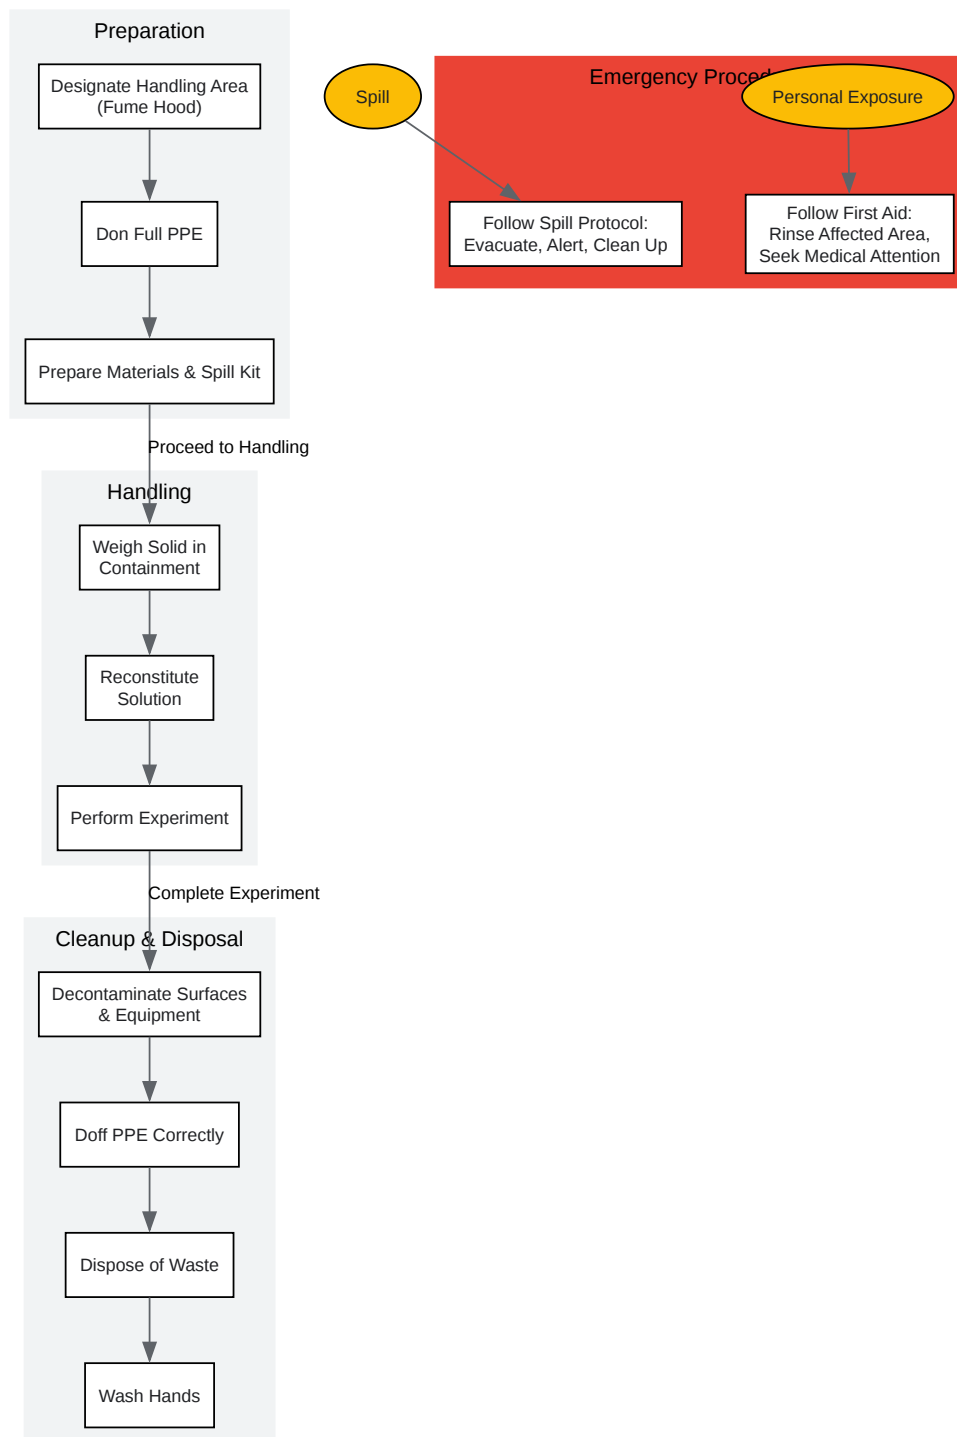 Preparation
Designate Handling Area
(Fume Hood)
Don Full PPE
Prepare Materials & Spill Kit
Proceed to Handling
Handling
Weigh Solid in
Containment
Reconstitute
Solution
Perform Experiment
Complete Experiment
Cleanup & Disposal
Decontaminate Surfaces
& Equipment
Doff PPE Correctly
Dispose of Waste
Wash Hands
Spill
Emergency
Personal Exposure
Follow Spill Protocol:
Evacuate, Alert, Clean Up
Follow First Aid:
Rinse Affected Area,
Seek Medical Attention